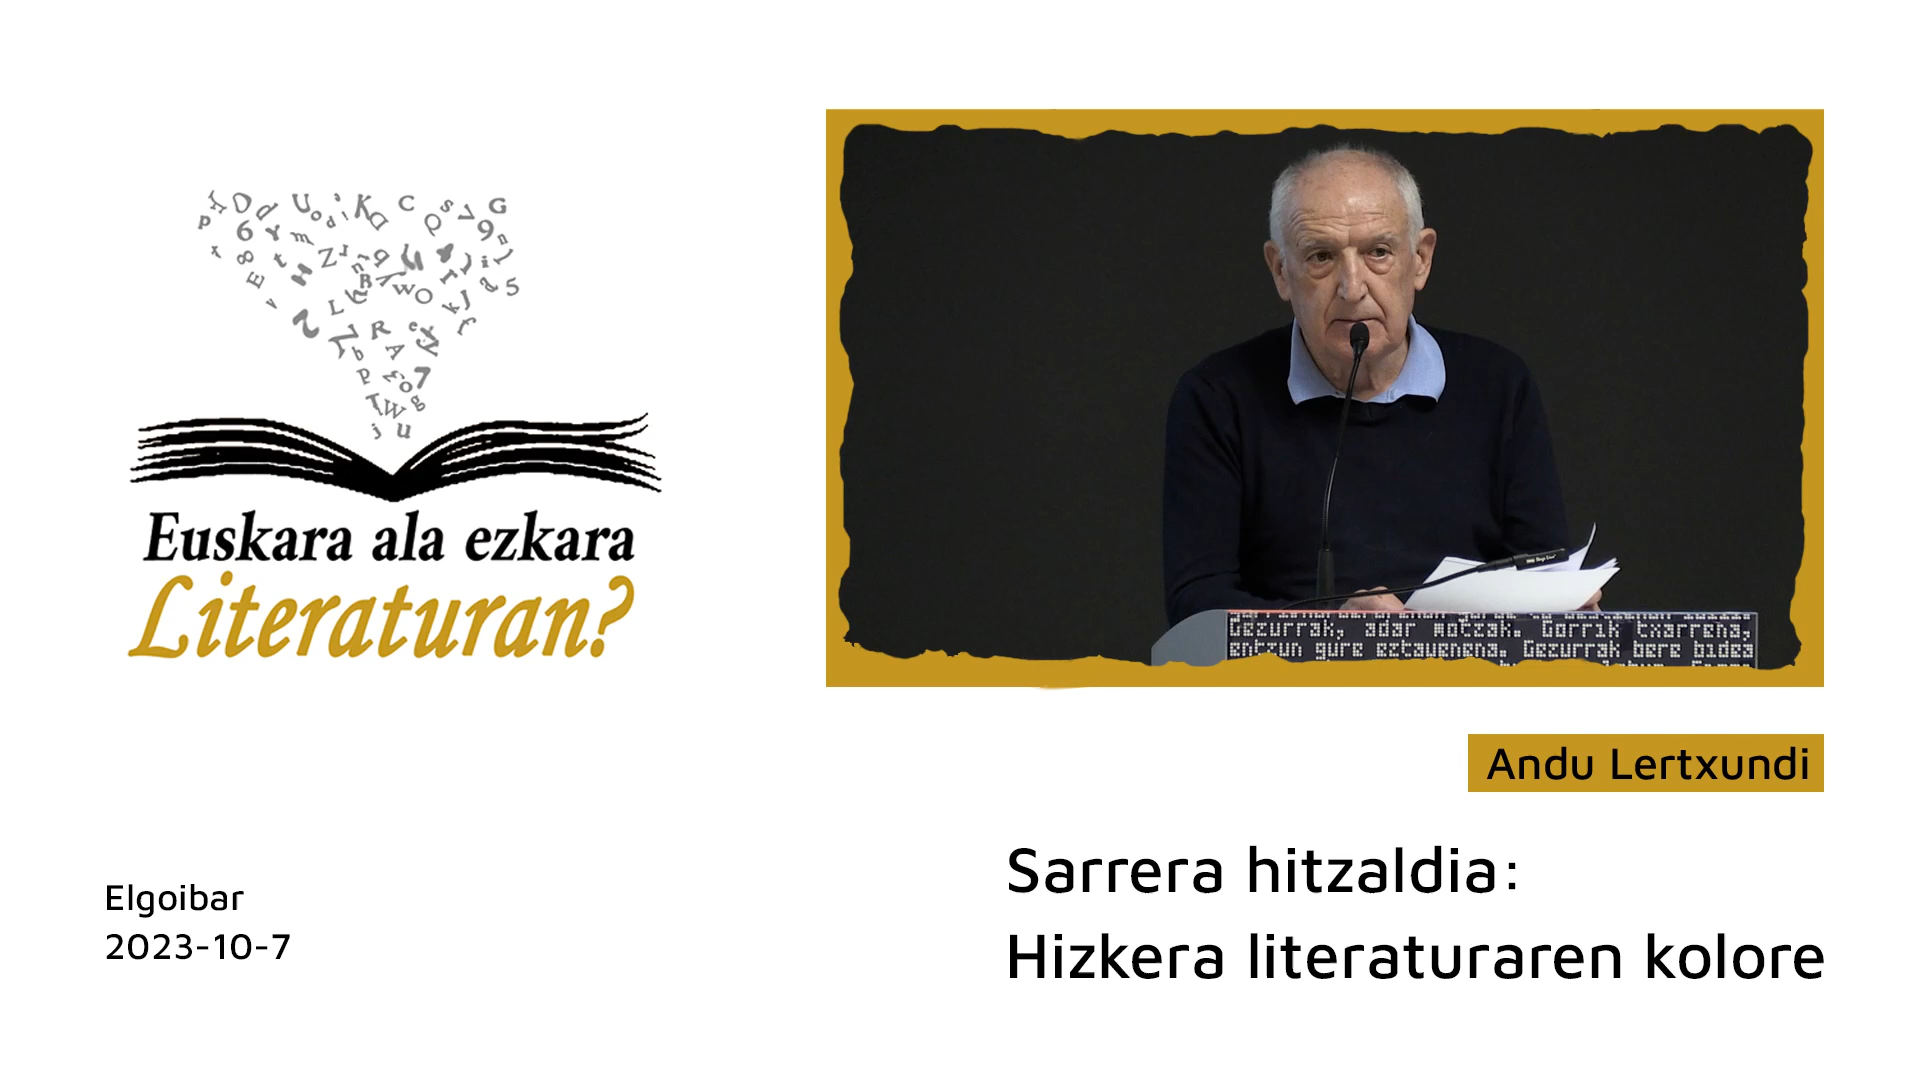 Euskara ala ezkara
Literaturan?
Gezurrak, adar motzak. Gorrik txarrena,
entzun gure eztauenena. Gezurrak bere bidea
Andu Lertxundi
Sarrera hitzaldia:
Hizkera literaturaren kolore
Elgoibar
2023-10-7